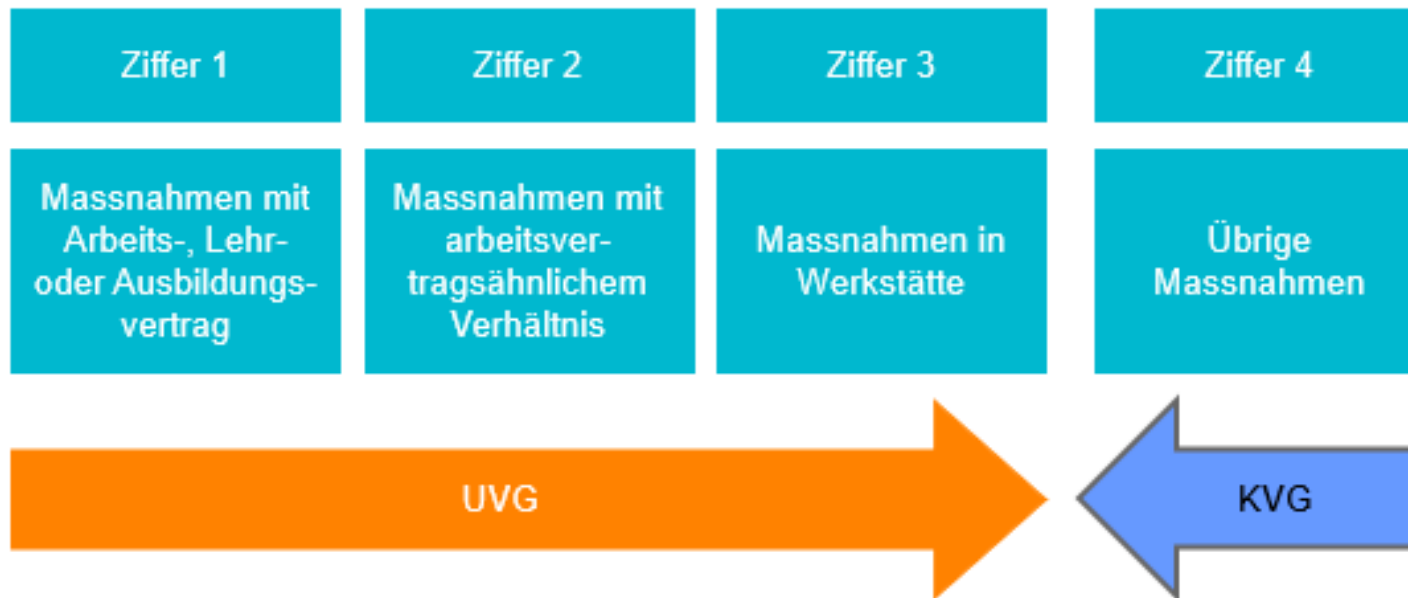 Ziffer 1
Ziffer 2
Ziffer 3
Ziffer 4
Massnahmen mit
Arbeits-, Lehr-
oder Ausbildungs-
vertrag
Massnahmen mit
arbeitsver-
tragsähnlichem
Verhältnis
Massnahmen in
Werkstätte
Übrige
Massnahmen
UVG
KVG